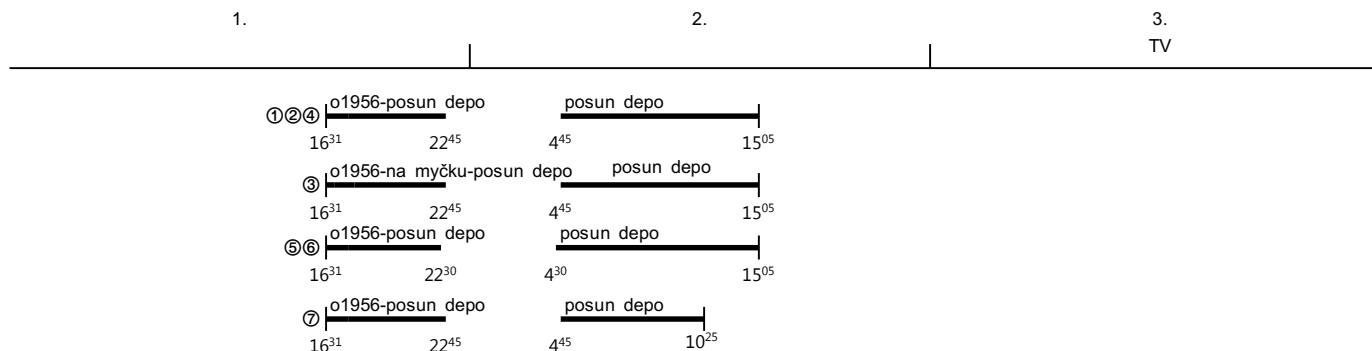 1. 2. 3.
TV
①②④ o1956-posun depo posun depo
16³¹ 22⁴⁵ 4⁴⁵ 15⁰⁵
③ o1956-na myčku-posun depo posun depo
16³¹ 22⁴⁵ 4⁴⁵ 15⁰⁵
⑤⑥ o1956-posun depo posun depo
16³¹ 22³⁰ 4³⁰ 15⁰⁵
⑦ o1956-posun depo posun depo
16³¹ 22⁴⁵ 4⁴⁵ 10²⁵